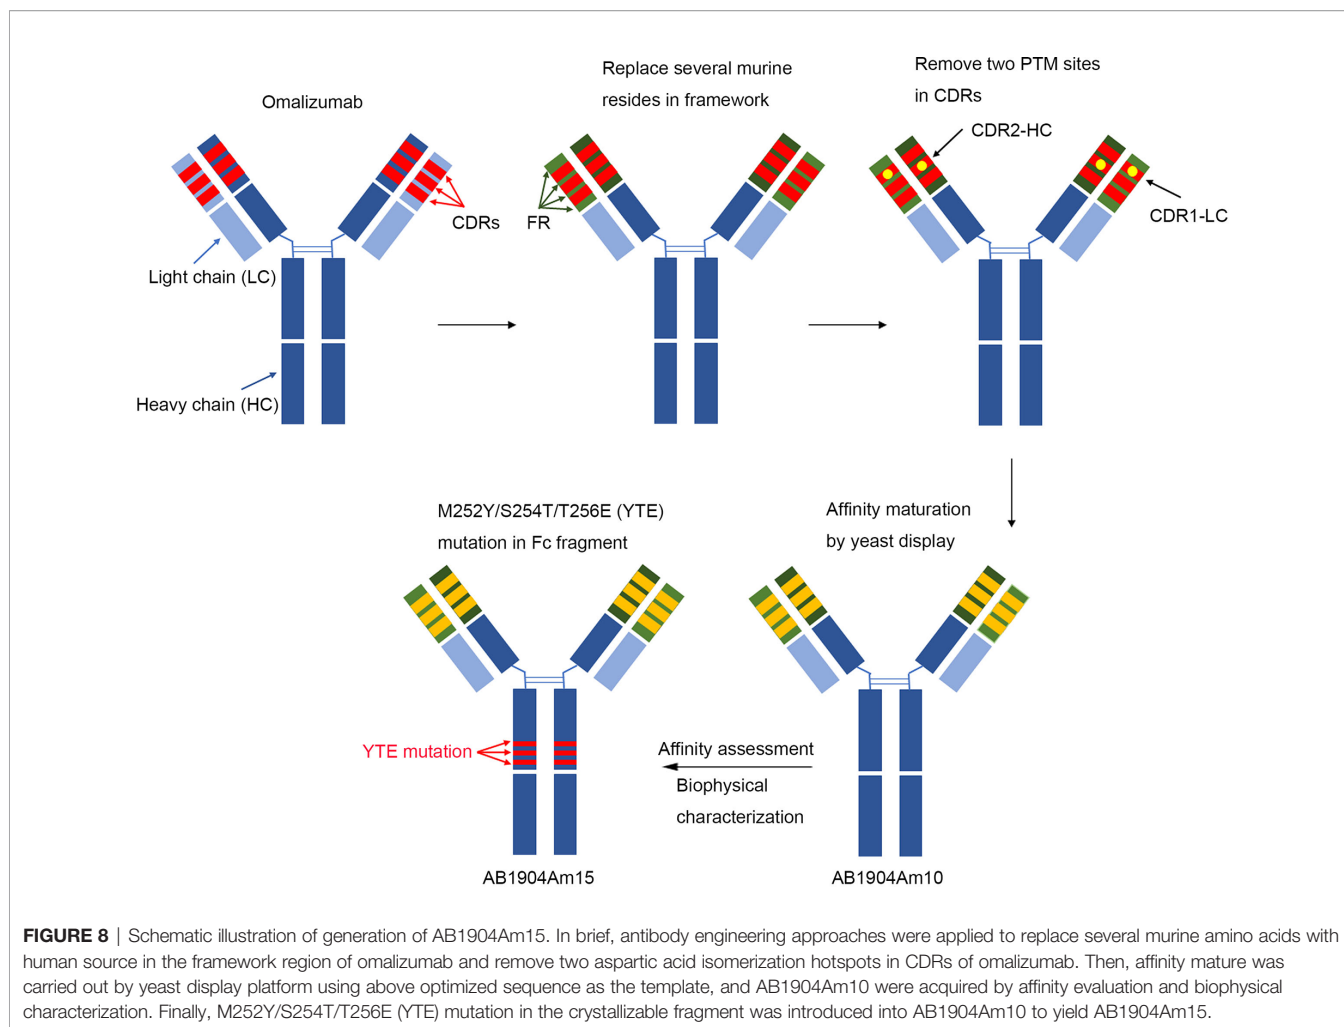 Omalizumab
CDRs
Light chain (LC)
Heavy chain (HC)
Replace several murine
resides in framework
FR
Remove two PTM sites
in CDRs
CDR2-HC
CDR1-LC
Affinity maturation
by yeast display
AB1904Am10
Affinity assessment
Biophysical
characterization
M252Y/S254T/T256E (YTE)
mutation in Fc fragment
YTE mutation
AB1904Am15
FIGURE 8 | Schematic illustration of generation of AB1904Am15. In brief, antibody engineering approaches were applied to replace several murine amino acids with
human source in the framework region of omalizumab and remove two aspartic acid isomerization hotspots in CDRs of omalizumab. Then, affinity mature was
carried out by yeast display platform using above optimized sequence as the template, and AB1904Am10 were acquired by affinity evaluation and biophysical
characterization. Finally, M252Y/S254T/T256E (YTE) mutation in the crystallizable fragment was introduced into AB1904Am10 to yield AB1904Am15.